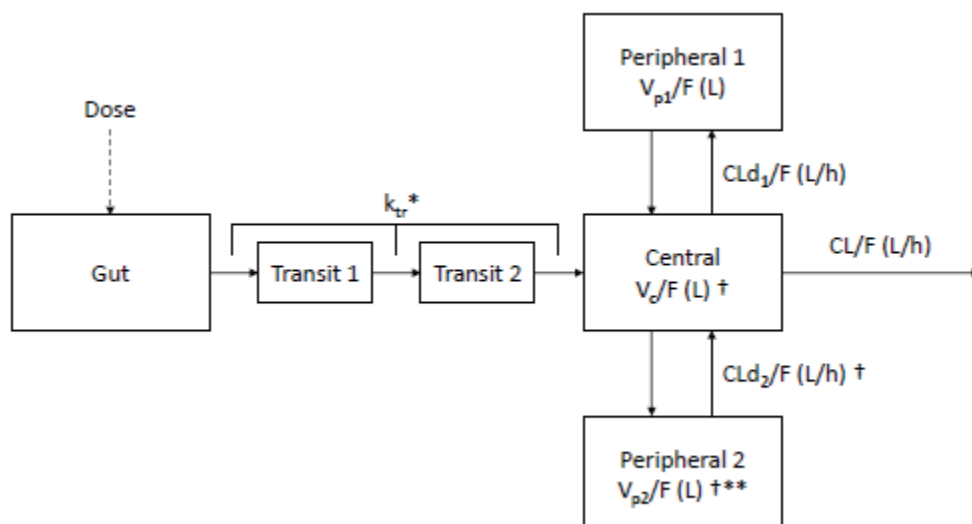 Peripheral 1
Vp1/F (L)
Dose
CLd1/F (L/h)
ktr*
CL/F (L/h)
Gut
Transit 1
Transit 2
Central
Vc/F (L) †
CLd2/F (L/h) †
Peripheral 2
Vp2/F (L) †**